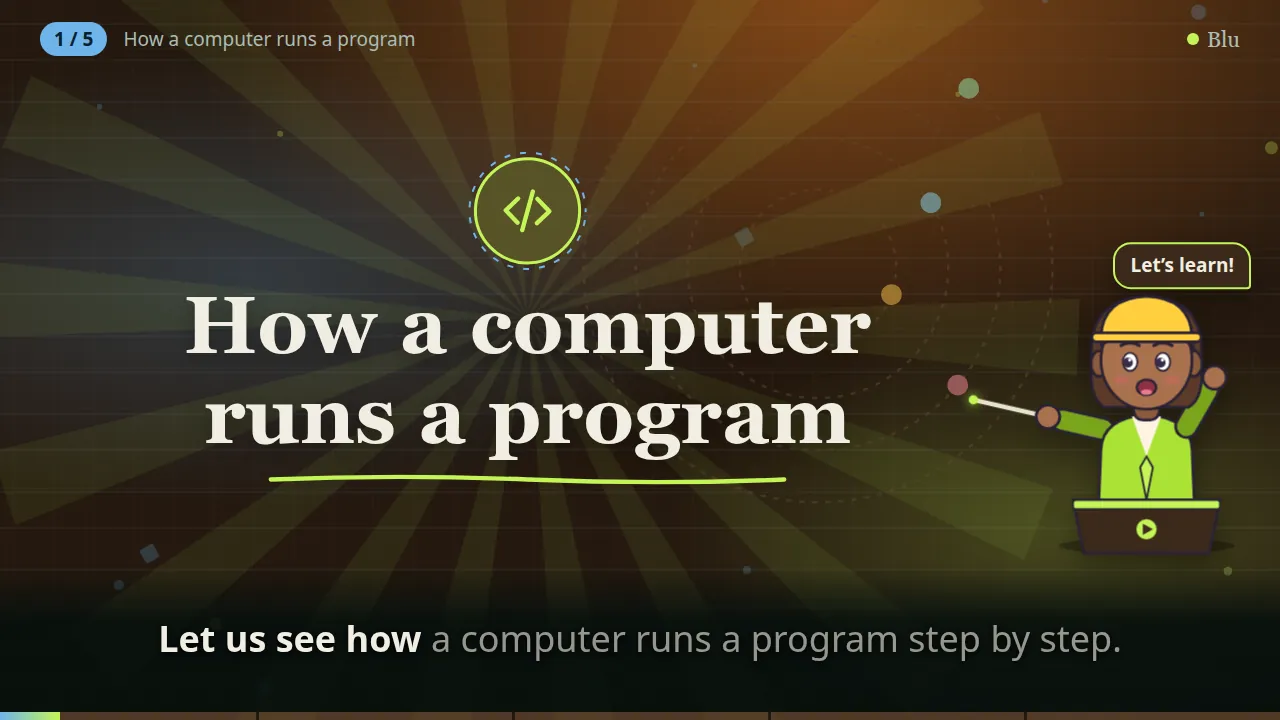 1 / 5 How a computer runs a program
Blu
</>
Let's learn!
How a computer
runs a program
Let us see how a computer runs a program step by step.